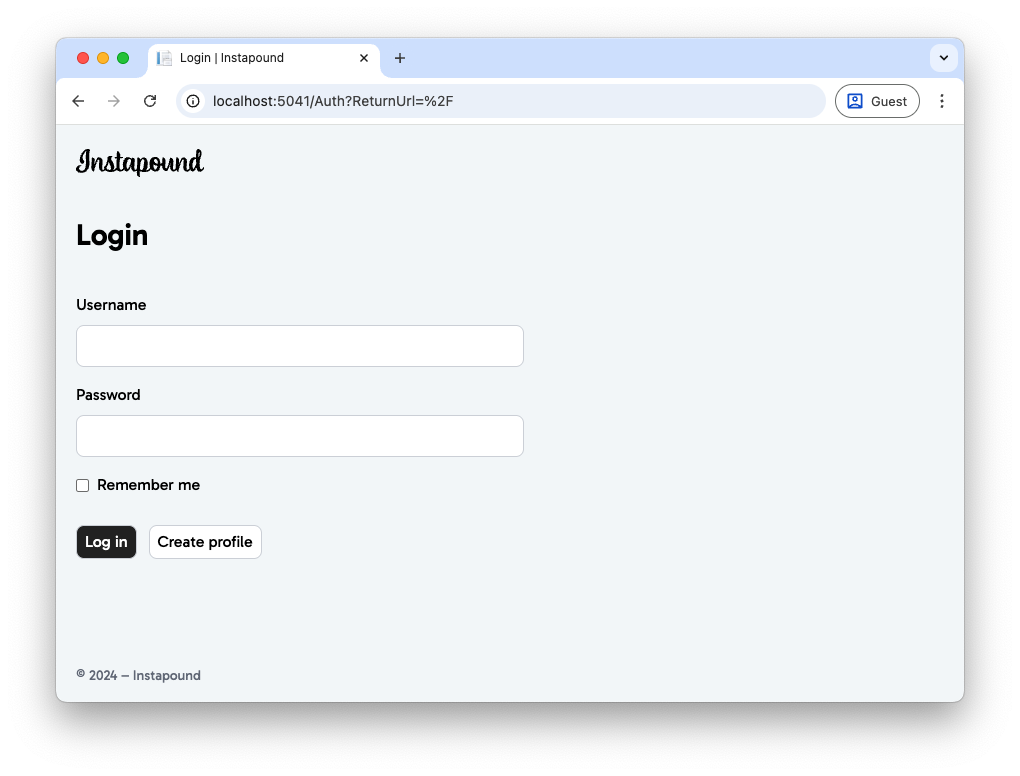 Login | Instapound
localhost:5041/Auth?ReturnUrl=%2F
Guest
Instapound
Login
Username
Password
Remember me
Log in
Create profile
© 2024 – Instapound